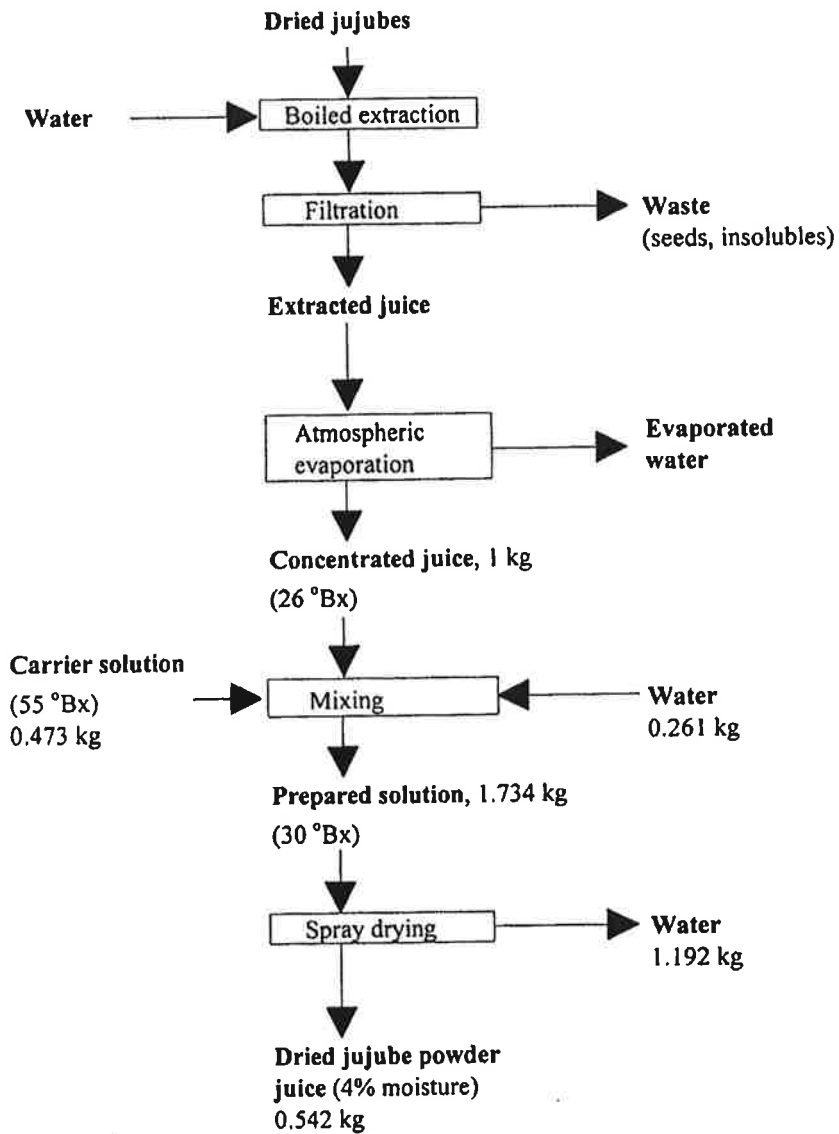 Dried jujubes
Water
Boiled extraction
Filtration
Waste
(seeds, insolubles)
Extracted juice
Atmospheric
evaporation
Evaporated
water
Concentrated juice, 1 kg
(26 °Bx)
Carrier solution
(55 °Bx)
0.473 kg
Mixing
Water
0.261 kg
Prepared solution, 1.734 kg
(30 °Bx)
Spray drying
Water
1.192 kg
Dried jujube powder
juice (4% moisture)
0.542 kg